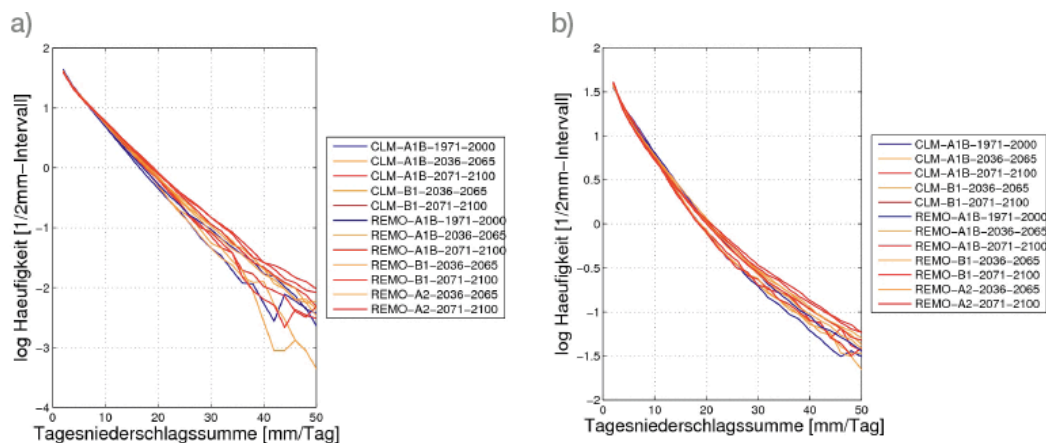 a)
log Haeufigkeit [1/2mm-Intervall]
2
1
0
-1
-2
-3
-4
0 10 20 30 40 50
Tagesniederschlagssumme [mm/Tag]
CLM-A1B-1971-2000
CLM-A1B-2036-2065
CLM-A1B-2071-2100
CLM-B1-2036-2065
CLM-B1-2071-2100
REMO-A1B-1971-2000
REMO-A1B-2036-2065
REMO-A1B-2071-2100
REMO-B1-2036-2065
REMO-B1-2071-2100
REMO-A2-2036-2065
REMO-A2-2071-2100
b)
log Haeufigkeit [1/2mm-Intervall]
2
1.5
1
0.5
0
-0.5
-1
-1.5
-2
0 10 20 30 40 50
Tagesniederschlagssumme [mm/Tag]
CLM-A1B-1971-2000
CLM-A1B-2036-2065
CLM-A1B-2071-2100
CLM-B1-2036-2065
CLM-B1-2071-2100
REMO-A1B-1971-2000
REMO-A1B-2036-2065
REMO-A1B-2071-2100
REMO-B1-2036-2065
REMO-B1-2071-2100
REMO-A2-2036-2065
REMO-A2-2071-2100